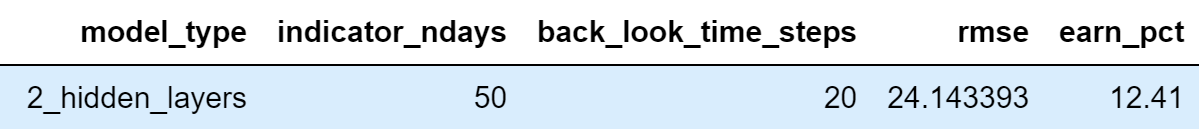 model_type indicator_ndays back_look_time_steps rmse earn_pct
2_hidden_layers 50 20 24.143393 12.41